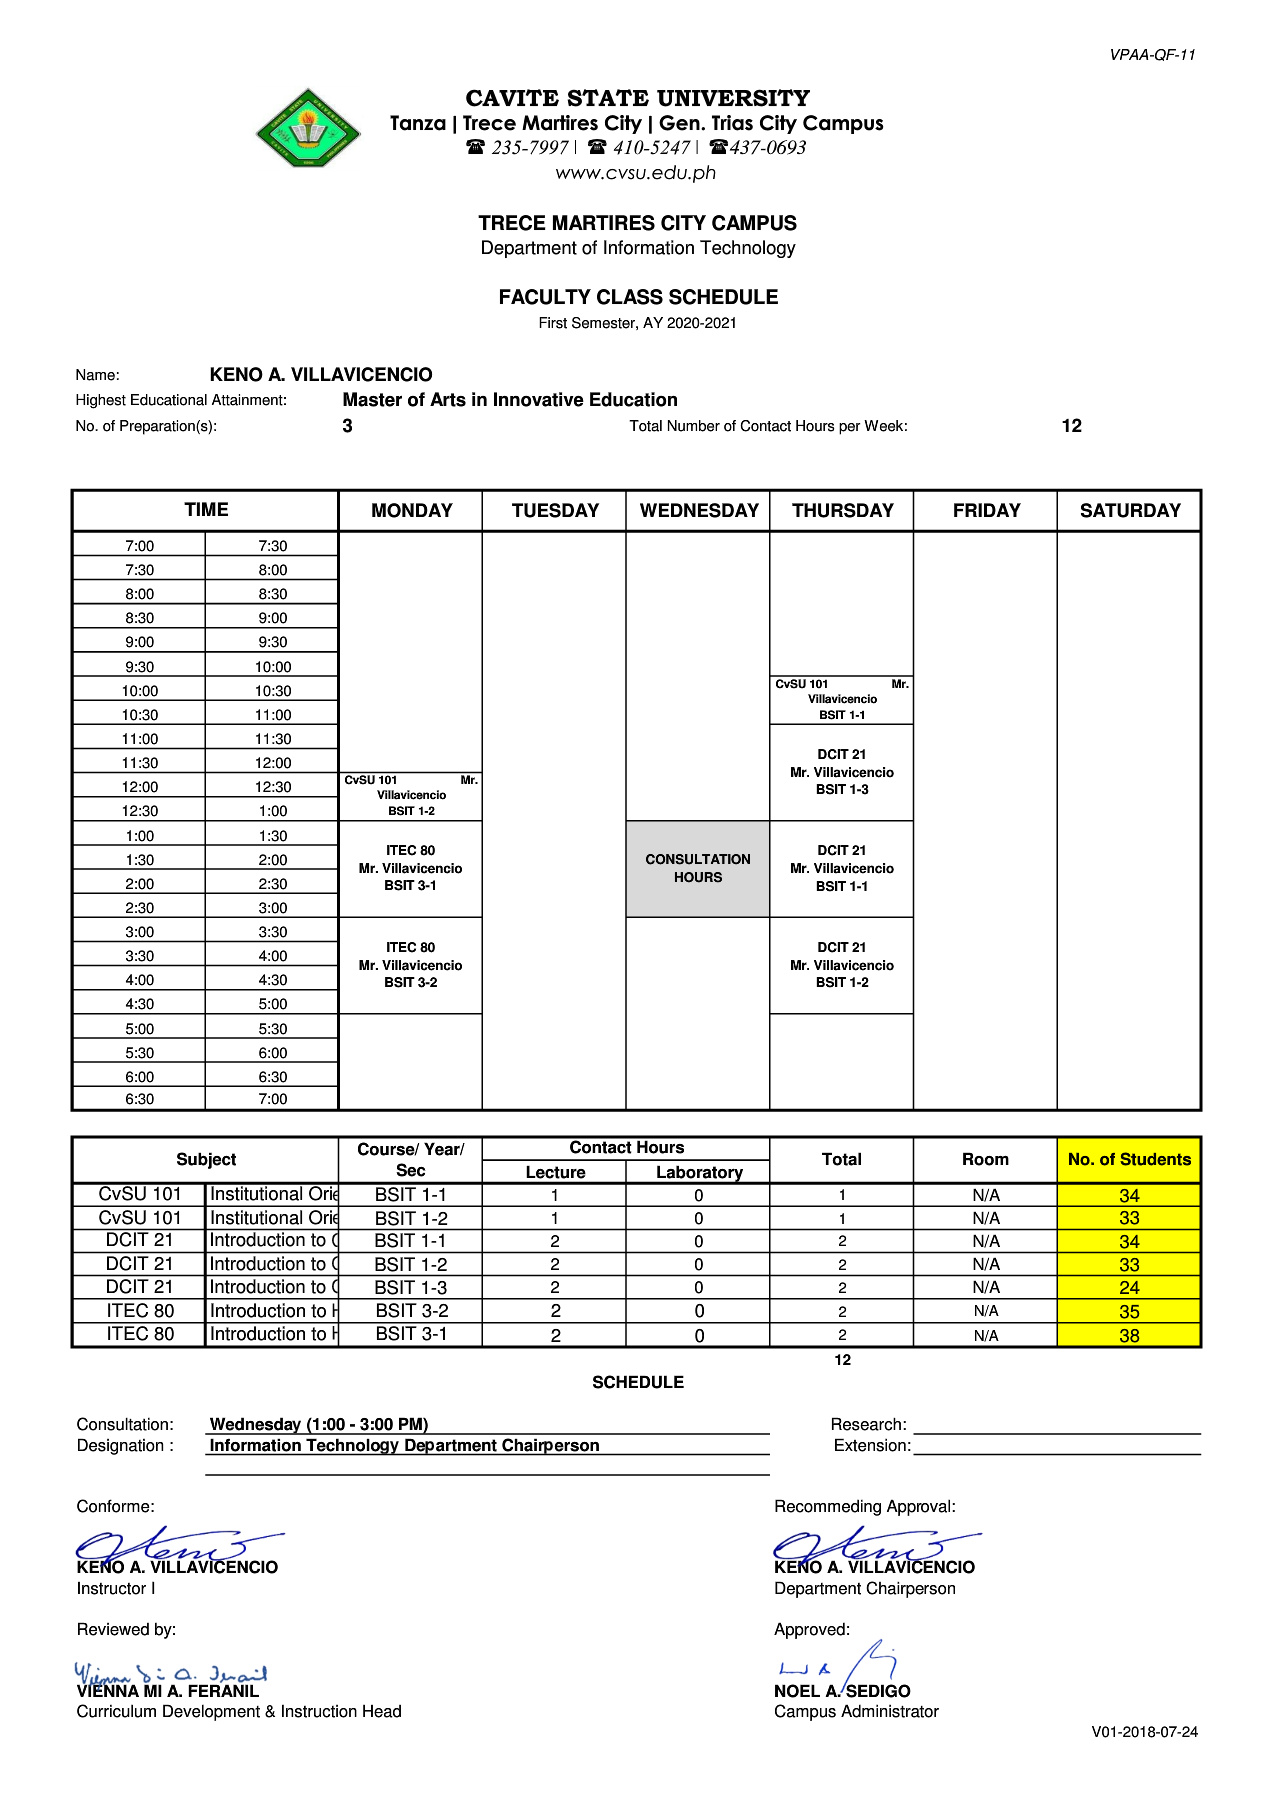 VPAA-QF-11
CAVITE STATE UNIVERSITY
Tanza | Trece Martires City | Gen. Trias City Campus
☎ 235-7997 | ☎ 410-5247 | ☎437-0693
www.cvsu.edu.ph
TRECE MARTIRES CITY CAMPUS
Department of Information Technology
FACULTY CLASS SCHEDULE
First Semester, AY 2020-2021
Name: KENO A. VILLAVICENCIO
Highest Educational Attainment: Master of Arts in Innovative Education
No. of Preparation(s): 3 Total Number of Contact Hours per Week: 12
TIME MONDAY TUESDAY WEDNESDAY THURSDAY FRIDAY SATURDAY
7:00 7:30
7:30 8:00
8:00 8:30
8:30 9:00
9:00 9:30
9:30 10:00
10:00 10:30
10:30 11:00
11:00 11:30
11:30 12:00
12:00 12:30
12:30 1:00
1:00 1:30
1:30 2:00
2:00 2:30
2:30 3:00
3:00 3:30
3:30 4:00
4:00 4:30
4:30 5:00
5:00 5:30
5:30 6:00
6:00 6:30
6:30 7:00
CvSU 101 Mr.
Villavicencio
BSIT 1-2
ITEC 80
Mr. Villavicencio
BSIT 3-1
ITEC 80
Mr. Villavicencio
BSIT 3-2
CONSULTATION
HOURS
CvSU 101 Mr.
Villavicencio
BSIT 1-1
DCIT 21
Mr. Villavicencio
BSIT 1-3
DCIT 21
Mr. Villavicencio
BSIT 1-1
DCIT 21
Mr. Villavicencio
BSIT 1-2
Subject Course/ Year/ Sec Contact Hours Total Room No. of Students
Lecture Laboratory
CvSU 101 Institutional Orie BSIT 1-1 1 0 1 N/A 34
CvSU 101 Institutional Orie BSIT 1-2 1 0 1 N/A 33
DCIT 21 Introduction to C BSIT 1-1 2 0 2 N/A 34
DCIT 21 Introduction to C BSIT 1-2 2 0 2 N/A 33
DCIT 21 Introduction to C BSIT 1-3 2 0 2 N/A 24
ITEC 80 Introduction to H BSIT 3-2 2 0 2 N/A 35
ITEC 80 Introduction to H BSIT 3-1 2 0 2 N/A 38
12
SCHEDULE
Consultation: Wednesday (1:00 - 3:00 PM) Research:
Designation : Information Technology Department Chairperson Extension:
Conforme: Recommeding Approval:
KENO A. VILLAVICENCIO KENO A. VILLAVICENCIO
Instructor I Department Chairperson
Reviewed by: Approved:
VIENNA MI A. FERANIL NOEL A. SEDIGO
Curriculum Development & Instruction Head Campus Administrator
V01-2018-07-24